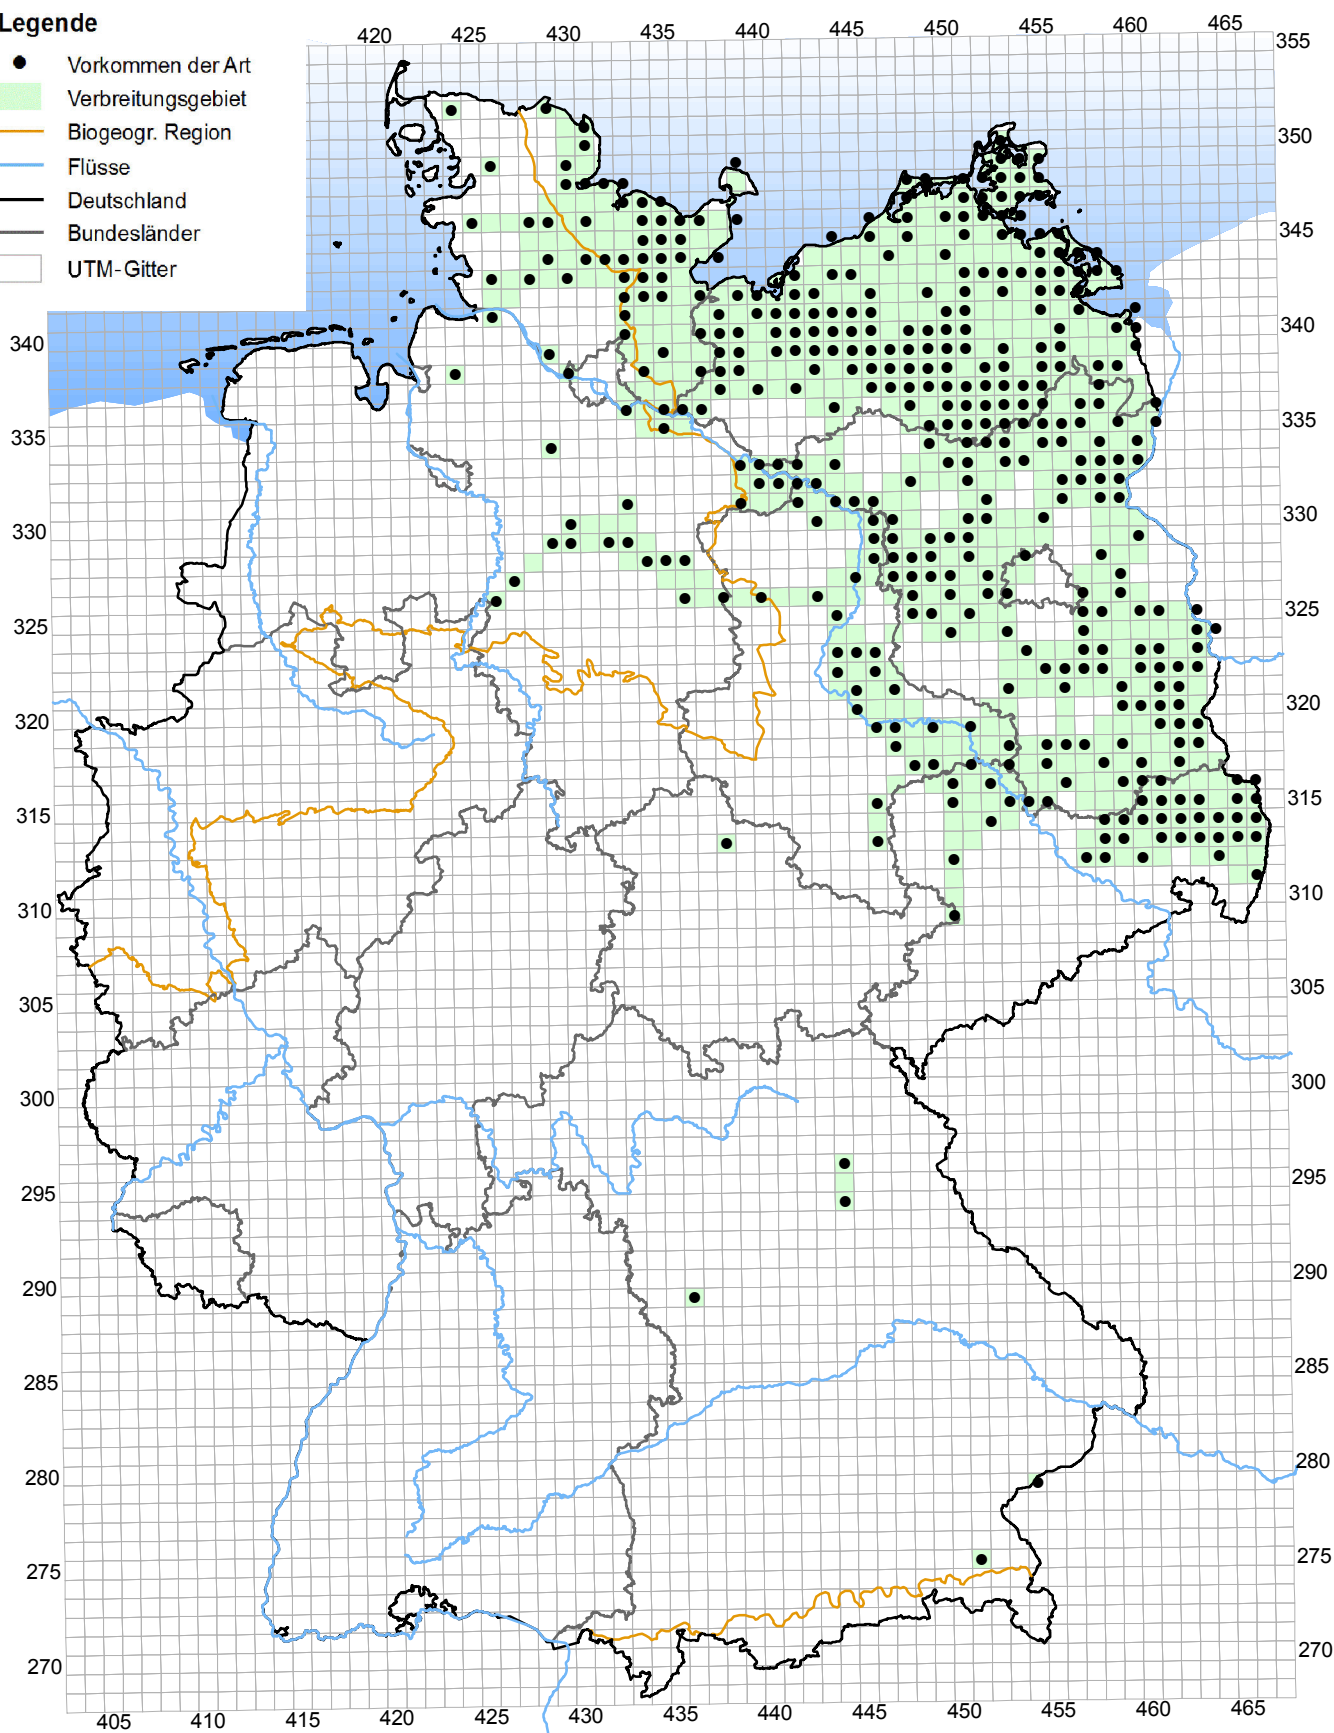 Legende
Vorkommen der Art
Verbreitungsgebiet
Biogeogr. Region
Flüsse
Deutschland
Bundesländer
UTM-Gitter
420 425 430 435 440 445 450 455 460 465
355
350
345
340 340
335 335
330 330
325 325
320 320
315 315
310 310
305 305
300 300
295 295
290 290
285 285
280 280
275 275
270 270
405 410 415 420 425 430 435 440 445 450 455 460 465